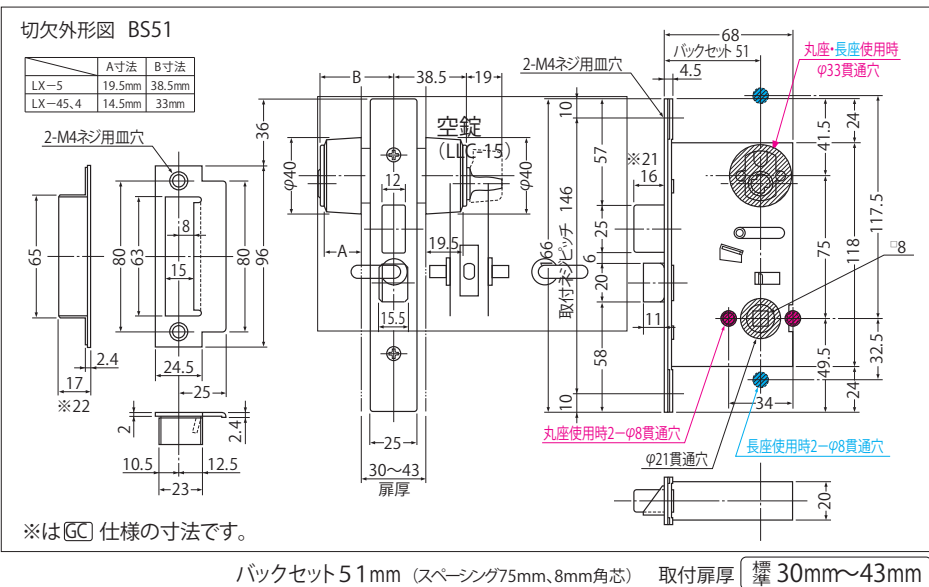 切欠外形図 BS51
A寸法 B寸法
LX－5 19.5mm 38.5mm
LX－45､4 14.5mm 33mm
2-M4ネジ用皿穴
65
2.4
17
※22
80
63
8
15
80
96
36
24.5
25
2
2.4
10.5
12.5
23
B
38.5
19
空錠
(LLC-15)
φ40
φ40
12
A
19.5
15.5
25
30〜43
扉厚
2-M4ネジ用皿穴
68
バックセット 51
4.5
丸座・長座使用時
φ33貫通穴
10
57
※21
16
146
取付ネジピッチ
166
25
6
20
11
58
10
41.5
24
75
118
117.5
□8
49.5
32.5
24
34
丸座使用時2－φ8貫通穴
φ21貫通穴
長座使用時2－φ8貫通穴
20
※はGC仕様の寸法です。
バックセット51mm (スペーシング75mm、8mm角芯) 取付扉厚 標準 30mm〜43mm